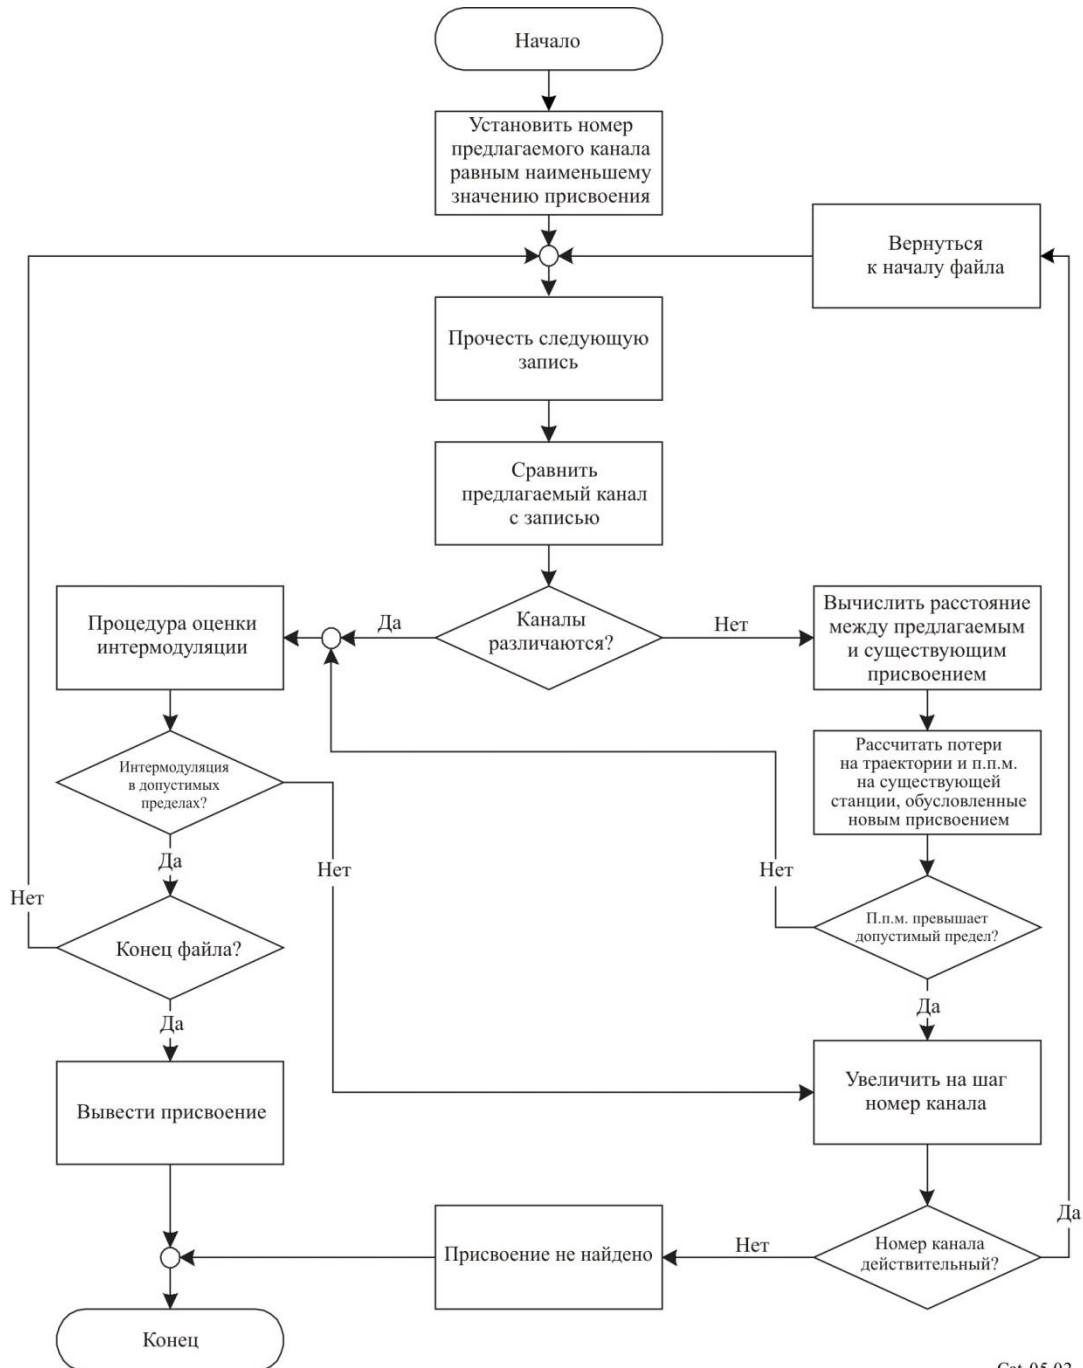 Начало
Установить номер
предлагаемого канала
равным наименьшему
значению присвоения
Вернуться
к началу файла
Прочесть следующую
запись
Сравнить
предлагаемый канал
с записью
Каналы
различаются?
Да
Нет
Процедура оценки
интермодуляции
Вычислить расстояние
между предлагаемым
и существующим
присвоением
Интермодуляция
в допустимых
пределах?
Рассчитать потери
на траектории и п.п.м.
на существующей
станции, обусловленные
новым присвоением
Да
Нет
Нет
Нет
Конец файла?
П.п.м. превышает
допустимый предел?
Да
Да
Вывести присвоение
Увеличить на шаг
номер канала
Присвоение не найдено
Нет
Номер канала
действительный?
Да
Конец
Cat-05-02